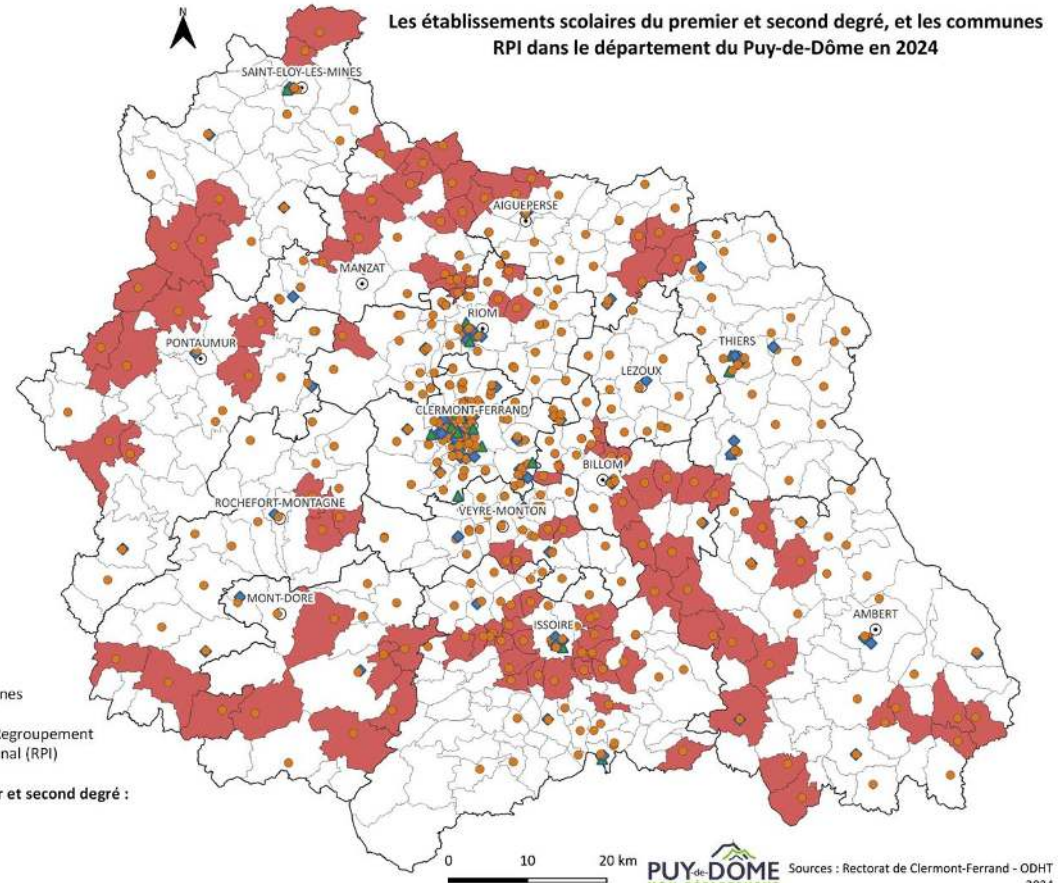 Les établissements scolaires du premier et second degré, et les communes
RPI dans le département du Puy-de-Dôme en 2024
N
SAINT-ELOY-LES-MINES
AIGUEPERSE
MANZAT
RIOM
PONTAUMUR
THIERS
LEZOUX
CLERMONT-FERRAND
BILLOM
ROCHEFORT-MONTAGNE
VEYRE-MONTON
MONT-DORE
ISSOIRE
AMBERT
nes
Regroupement
nal (RPI)
r et second degré :
0 10 20 km
PUY-de-DÔME
Sources : Rectorat de Clermont-Ferrand - ODHT
2024